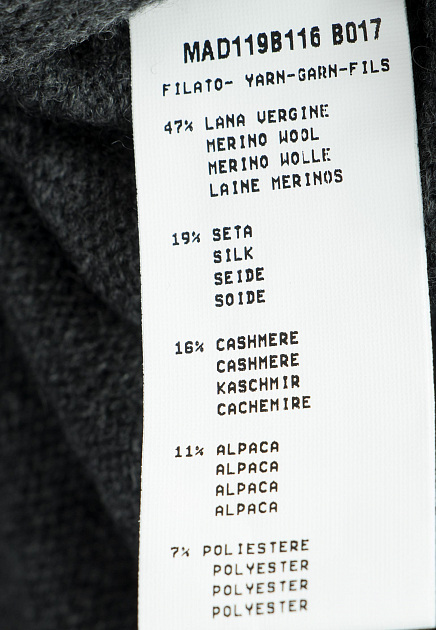 MAD119B116 B017
FILATO- YARN-GARN-FILS
47% LANA VERGINE
MERINO WOOL
MERINO WOLLE
LAINE MERINOS
19% SETA
SILK
SEIDE
SOIDE
16% CASHMERE
CASHMERE
KASCHMIR
CACHEMIRE
11% ALPACA
ALPACA
ALPACA
ALPACA
7% POLIESTERE
POLYESTER
POLYESTER
POLYESTER